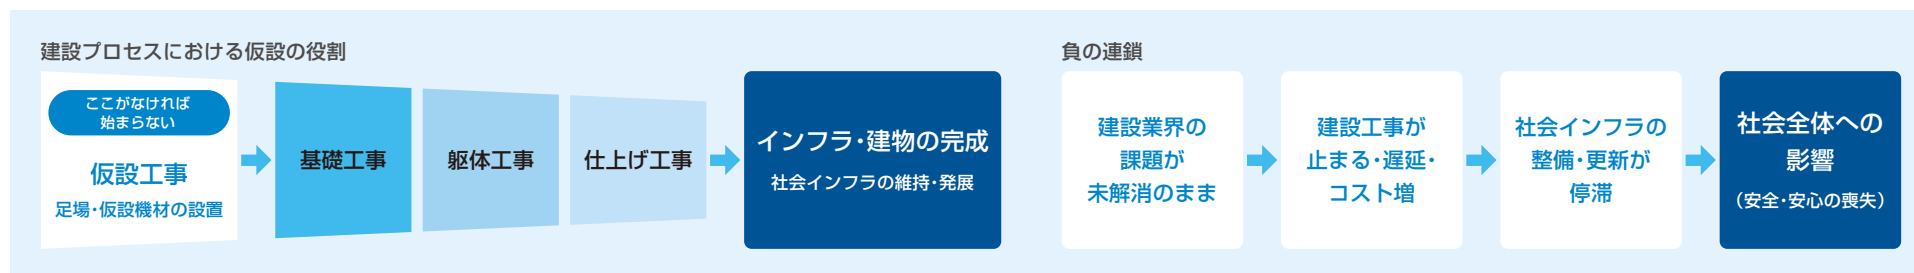 建設プロセスにおける仮設の役割
ここがなければ
始まらない
仮設工事
足場・仮設機材の設置
基礎工事
躯体工事
仕上げ工事
インフラ・建物の完成
社会インフラの維持・発展
負の連鎖
建設業界の
課題が
未解消のまま
建設工事が
止まる・遅延・
コスト増
社会インフラの
整備・更新が
停滞
社会全体への
影響
（安全・安心の喪失）